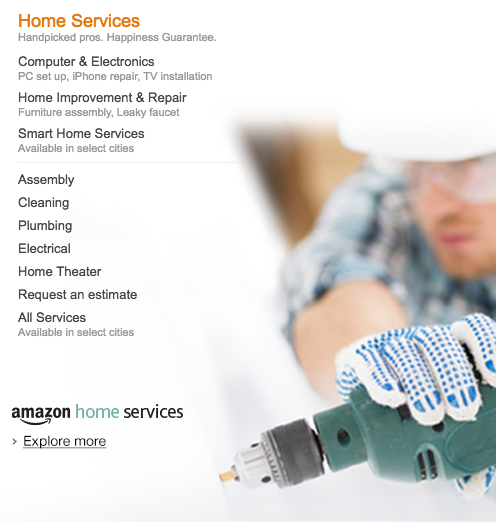 Home Services
Handpicked pros. Happiness Guarantee.
Computer & Electronics
PC set up, iPhone repair, TV installation
Home Improvement & Repair
Furniture assembly, Leaky faucet
Smart Home Services
Available in select cities
Assembly
Cleaning
Plumbing
Electrical
Home Theater
Request an estimate
All Services
Available in select cities
amazon home services
› Explore more